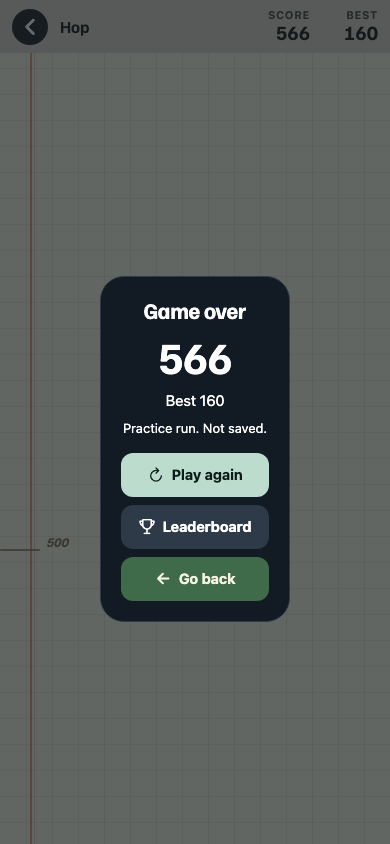 Hop
SCORE
566
BEST
160
Game over
566
Best 160
Practice run. Not saved.
Play again
Leaderboard
Go back
500